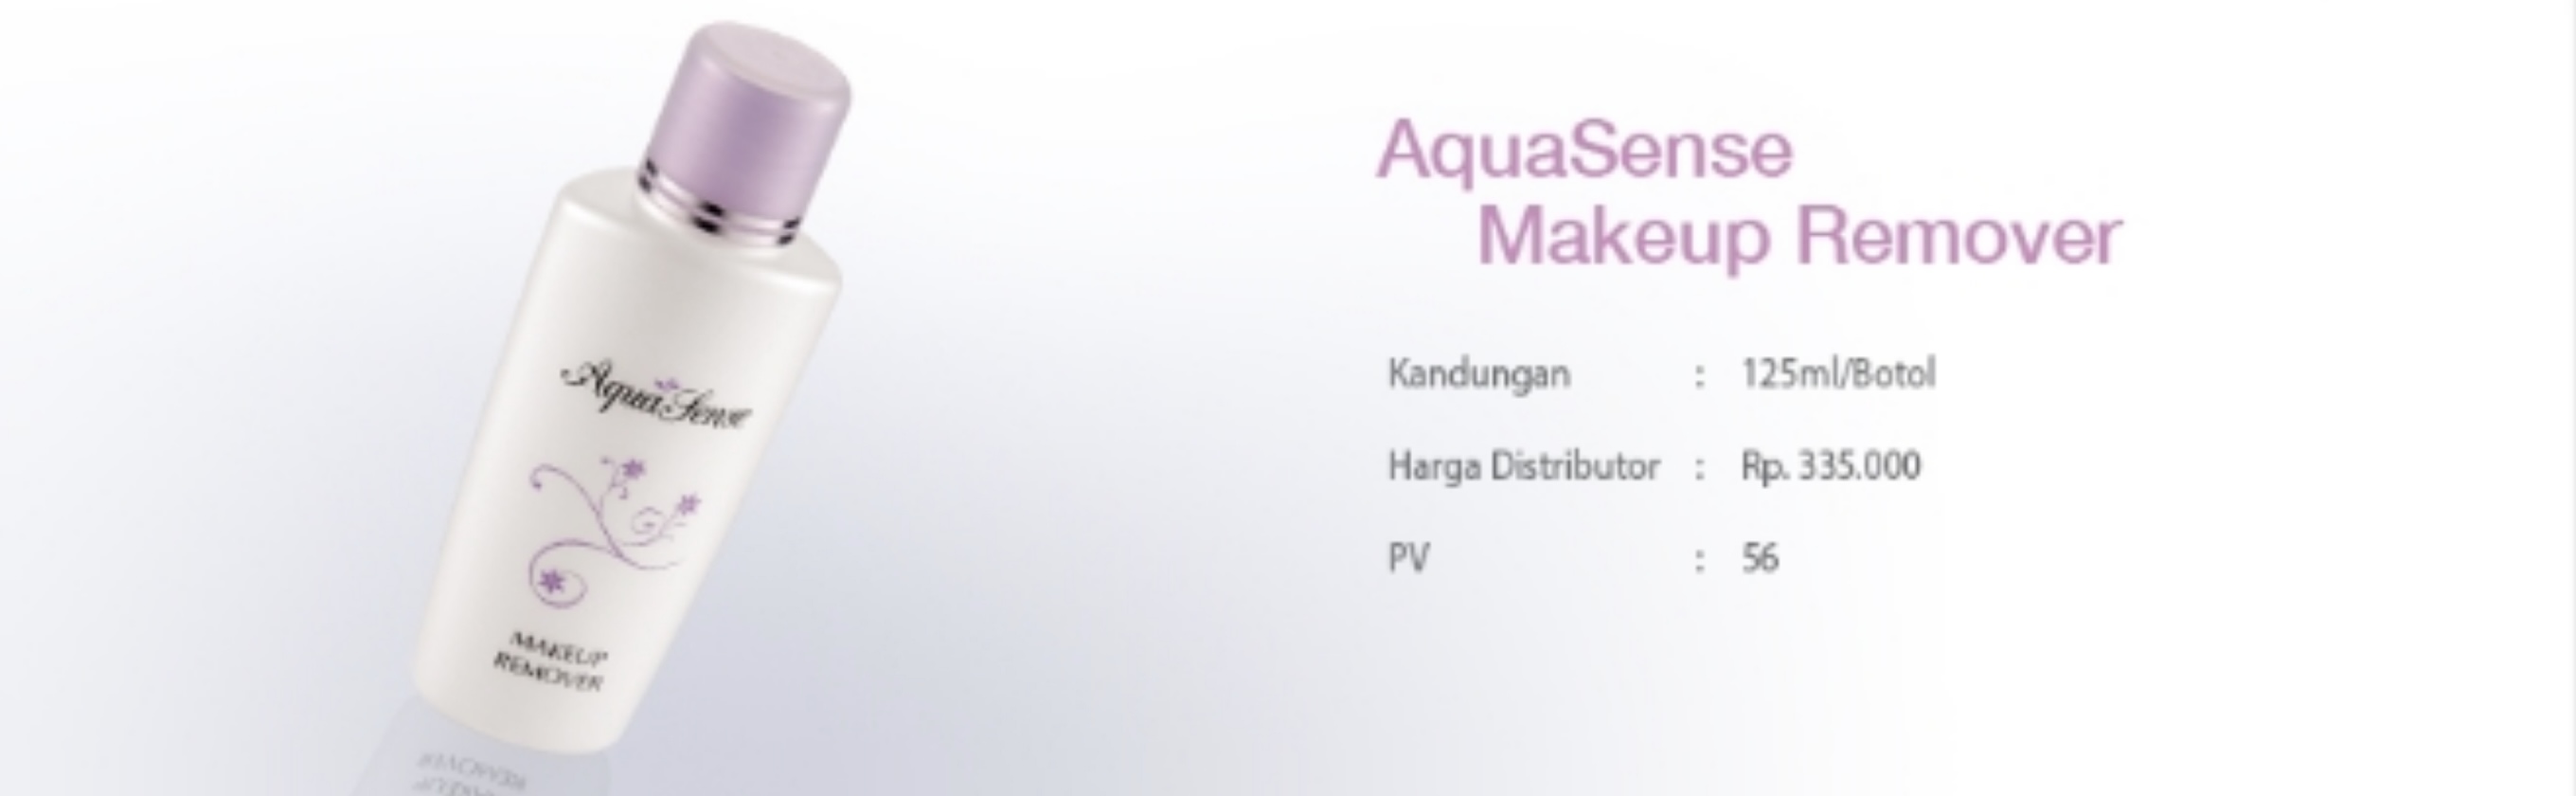 AquaSense
MAKEUP
REMOVER
AquaSense
Makeup Remover
Kandungan : 125ml/Botol
Harga Distributor : Rp. 335.000
PV : 56